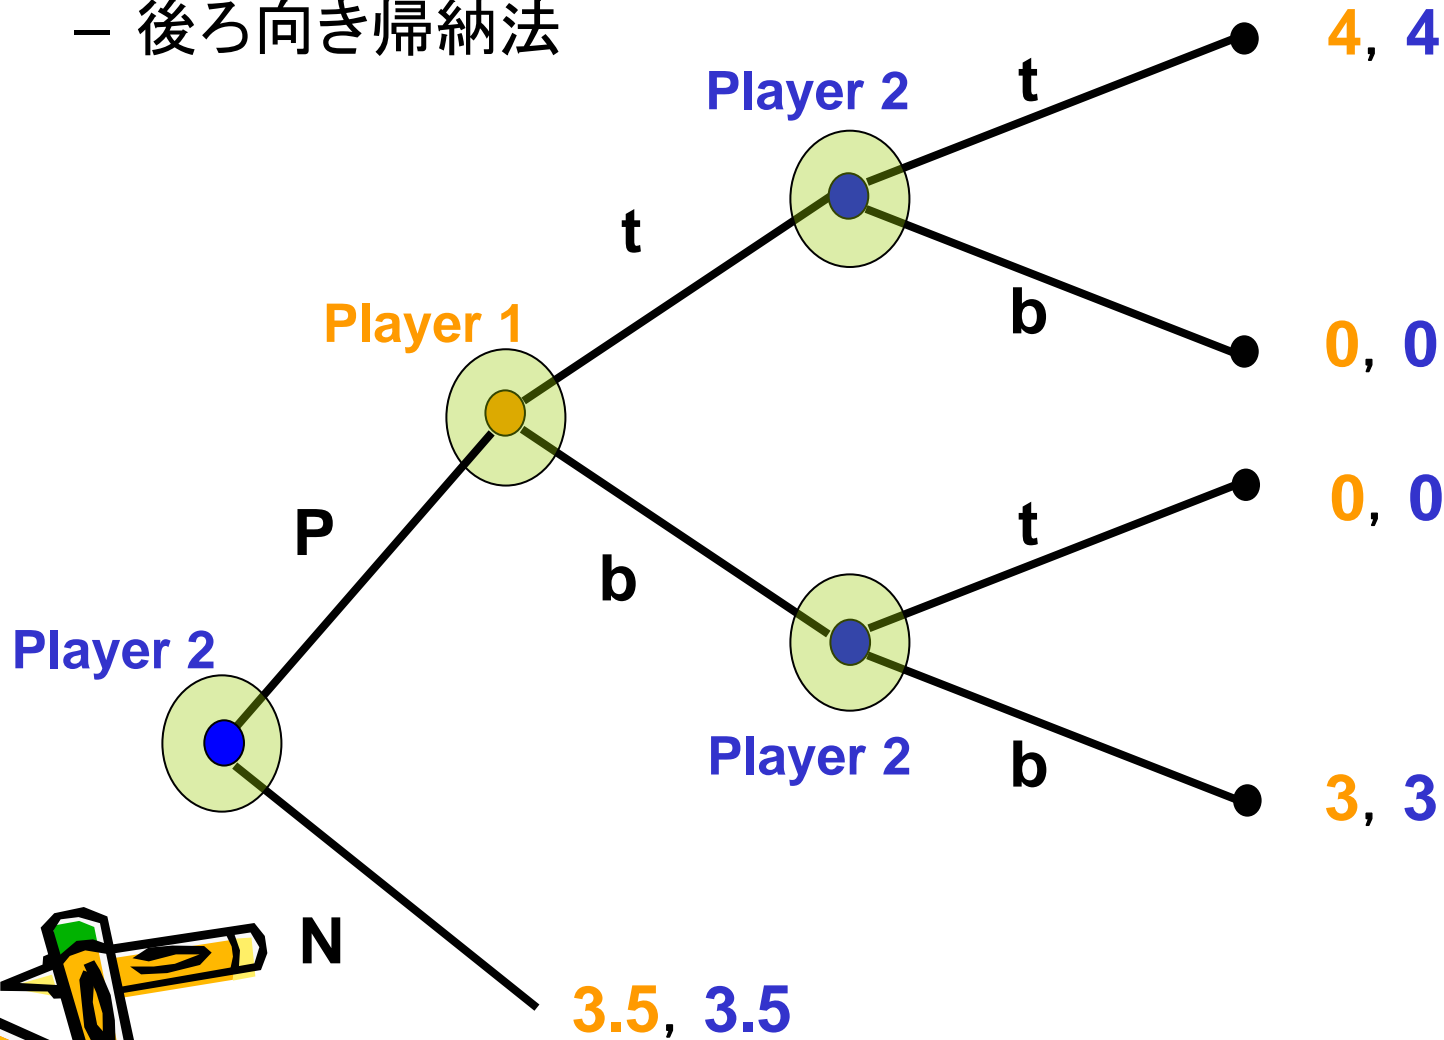 – 後ろ向き帰納法
4, 4
t
Player 2
t
b
Player 1
0, 0
0, 0
P
t
b
Player 2
Player 2
b
3, 3
N
3.5, 3.5